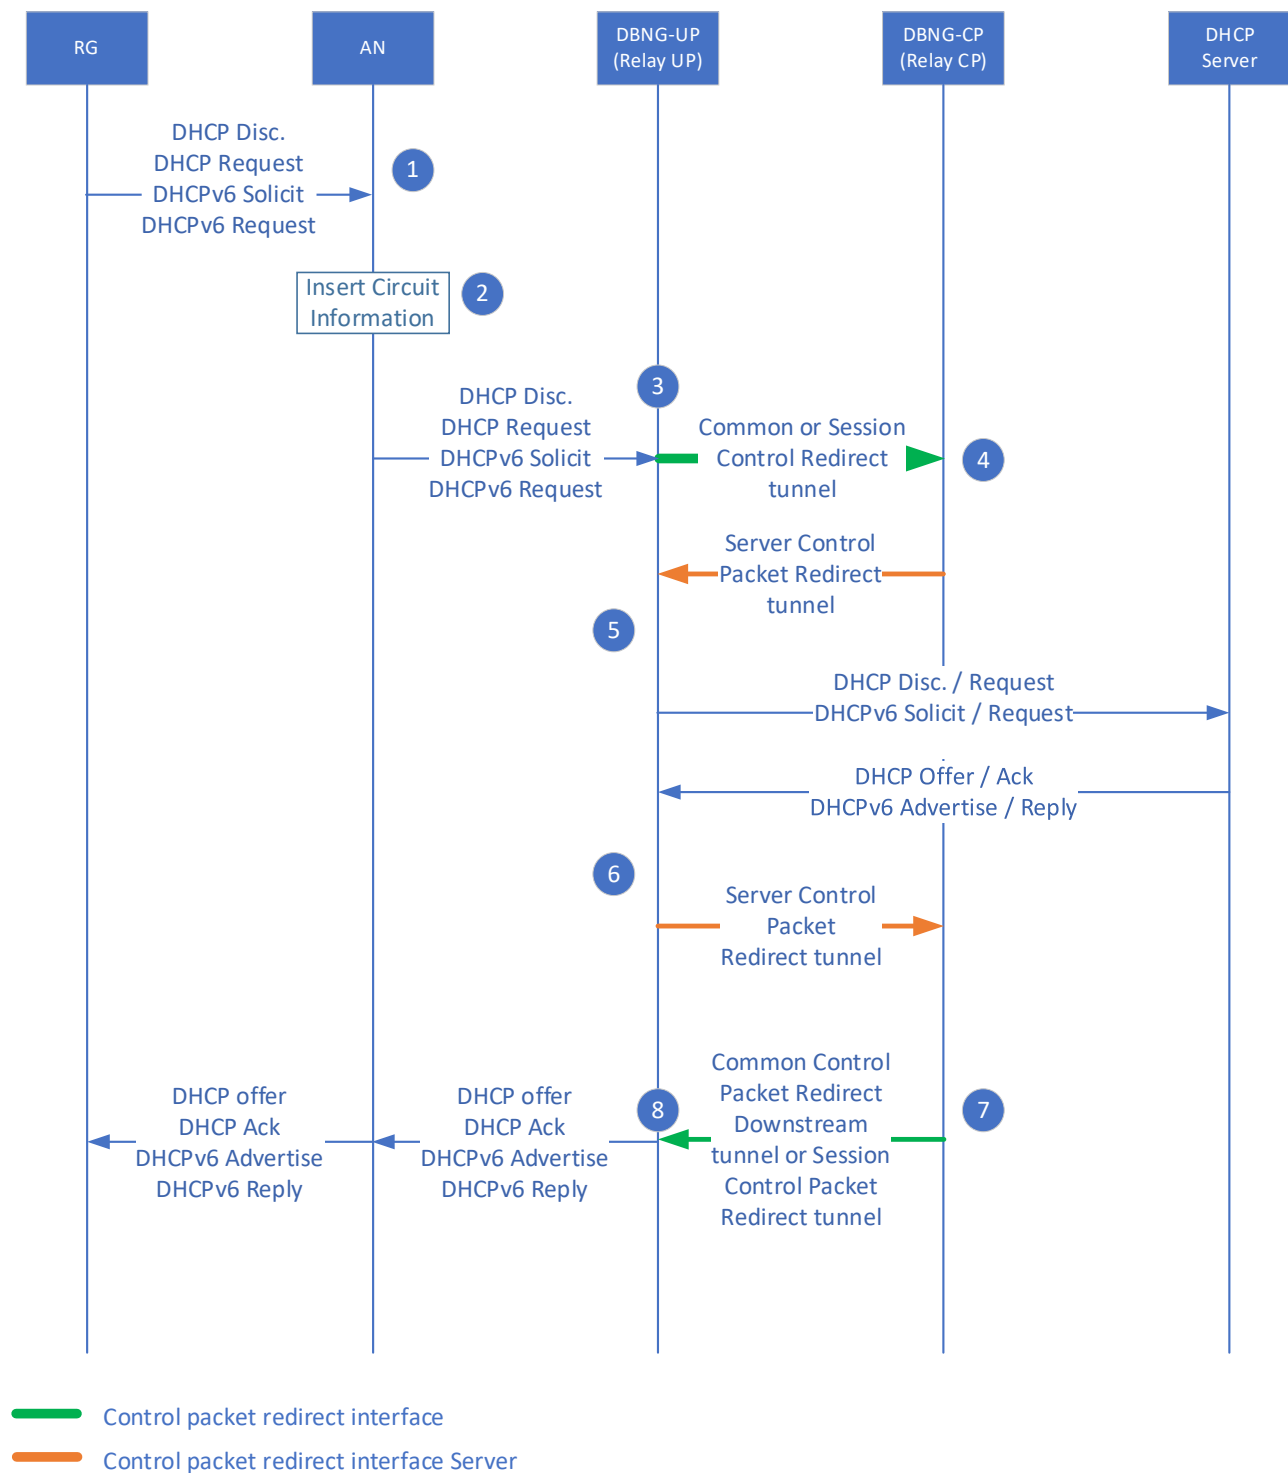 RG
AN
DBNG-UP
(Relay UP)
DBNG-CP
(Relay CP)
DHCP
Server
DHCP Disc.
DHCP Request
DHCPv6 Solicit
DHCPv6 Request
1
Insert Circuit
Information
2
3
DHCP Disc.
DHCP Request
DHCPv6 Solicit
DHCPv6 Request
Common or Session
Control Redirect
tunnel
4
Server Control
Packet Redirect
tunnel
5
DHCP Disc. / Request
DHCPv6 Solicit / Request
DHCP Offer / Ack
DHCPv6 Advertise / Reply
6
Server Control
Packet
Redirect tunnel
DHCP offer
DHCP Ack
DHCPv6 Advertise
DHCPv6 Reply
DHCP offer
DHCP Ack
DHCPv6 Advertise
DHCPv6 Reply
8
Common Control
Packet Redirect
Downstream
tunnel or Session
Control Packet
Redirect tunnel
7
Control packet redirect interface
Control packet redirect interface Server